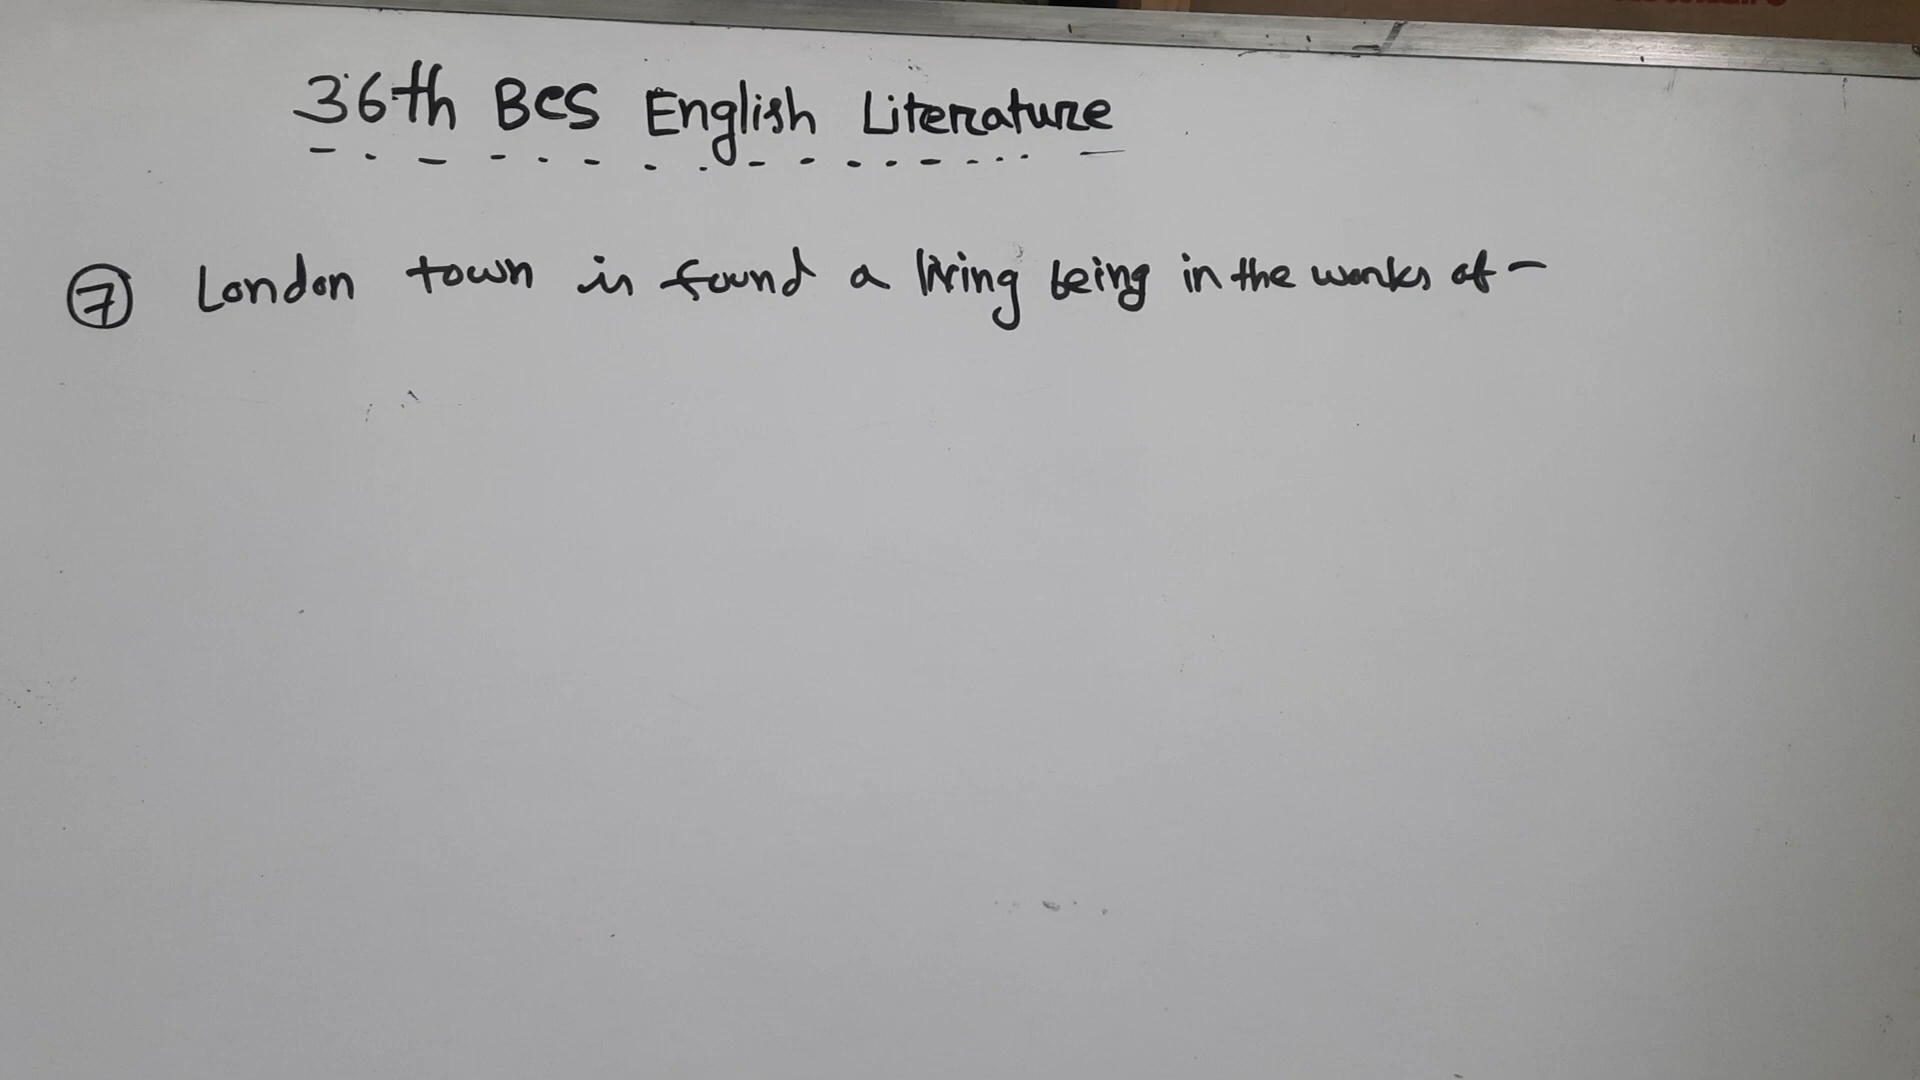 36th BCS English Literature
7 London town is found a living being in the works of -